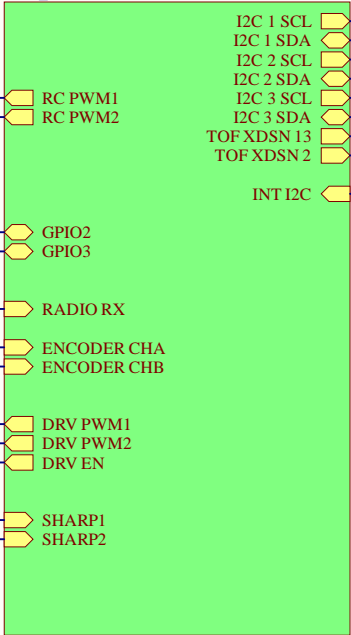 I2C 1 SCL
I2C 1 SDA
I2C 2 SCL
I2C 2 SDA
RC PWM1
I2C 3 SCL
RC PWM2
I2C 3 SDA
TOF XDSN 13
TOF XDSN 2
INT I2C
GPIO2
GPIO3
RADIO RX
ENCODER CHA
ENCODER CHB
DRV PWM1
DRV PWM2
DRV EN
SHARP1
SHARP2